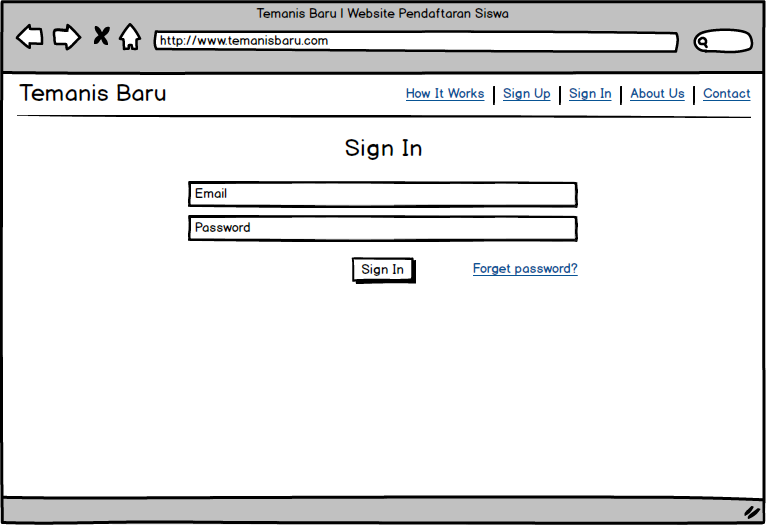 Temanis Baru | Website Pendaftaran Siswa
http://www.temanisbaru.com
Temanis Baru
How It Works | Sign Up | Sign In | About Us | Contact
Sign In
Email
Password
Sign In
Forget password?